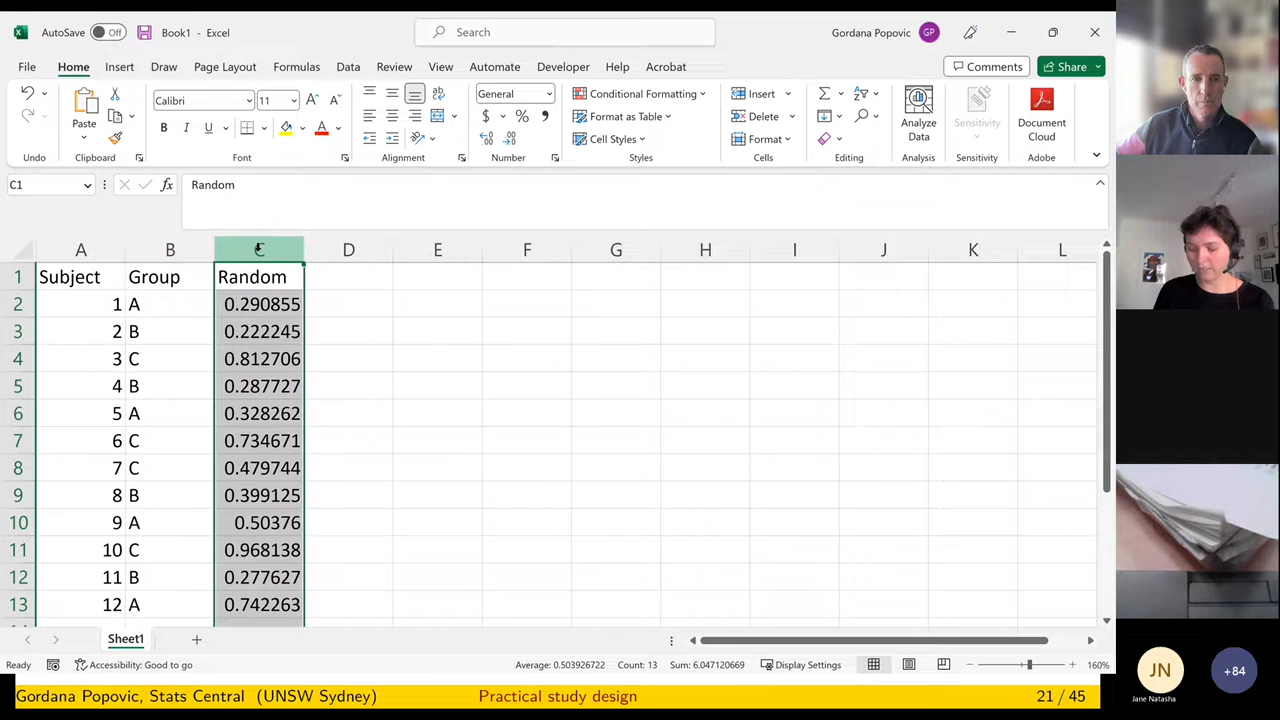 AutoSave Off Book1 - Excel Search Gordana Popovic GP
File Home Insert Draw Page Layout Formulas Data Review View Automate Developer Help Acrobat Comments Share
Calibri 11 General Conditional Formatting Insert
Paste B I U A $ % Format as Table Delete Analyze Data Sensitivity Document Cloud
Cell Styles Format
Undo Clipboard Font Alignment Number Styles Cells Editing Analysis Sensitivity Adobe
C1 fx Random
A B C D E F G H I J K L
1 Subject Group Random
2 1 A 0.290855
3 2 B 0.222245
4 3 C 0.812706
5 4 B 0.287727
6 5 A 0.328262
7 6 C 0.734671
8 7 C 0.479744
9 8 B 0.399125
10 9 A 0.50376
11 10 C 0.968138
12 11 B 0.277627
13 12 A 0.742263
Sheet1
Ready Accessibility: Good to go Average: 0.503926722 Count: 13 Sum: 6.047120669 Display Settings 160%
Gordana Popovic, Stats Central (UNSW Sydney) Practical study design 21 / 45
JN +84
Jane Natasha